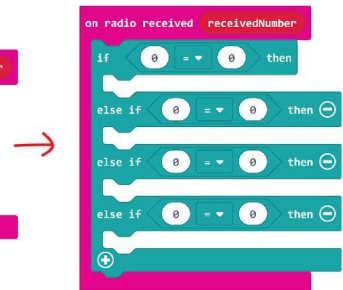 on radio received receivedNumber
if 0 = 0 then
else if 0 = 0 then
else if 0 = 0 then
else if 0 = 0 then